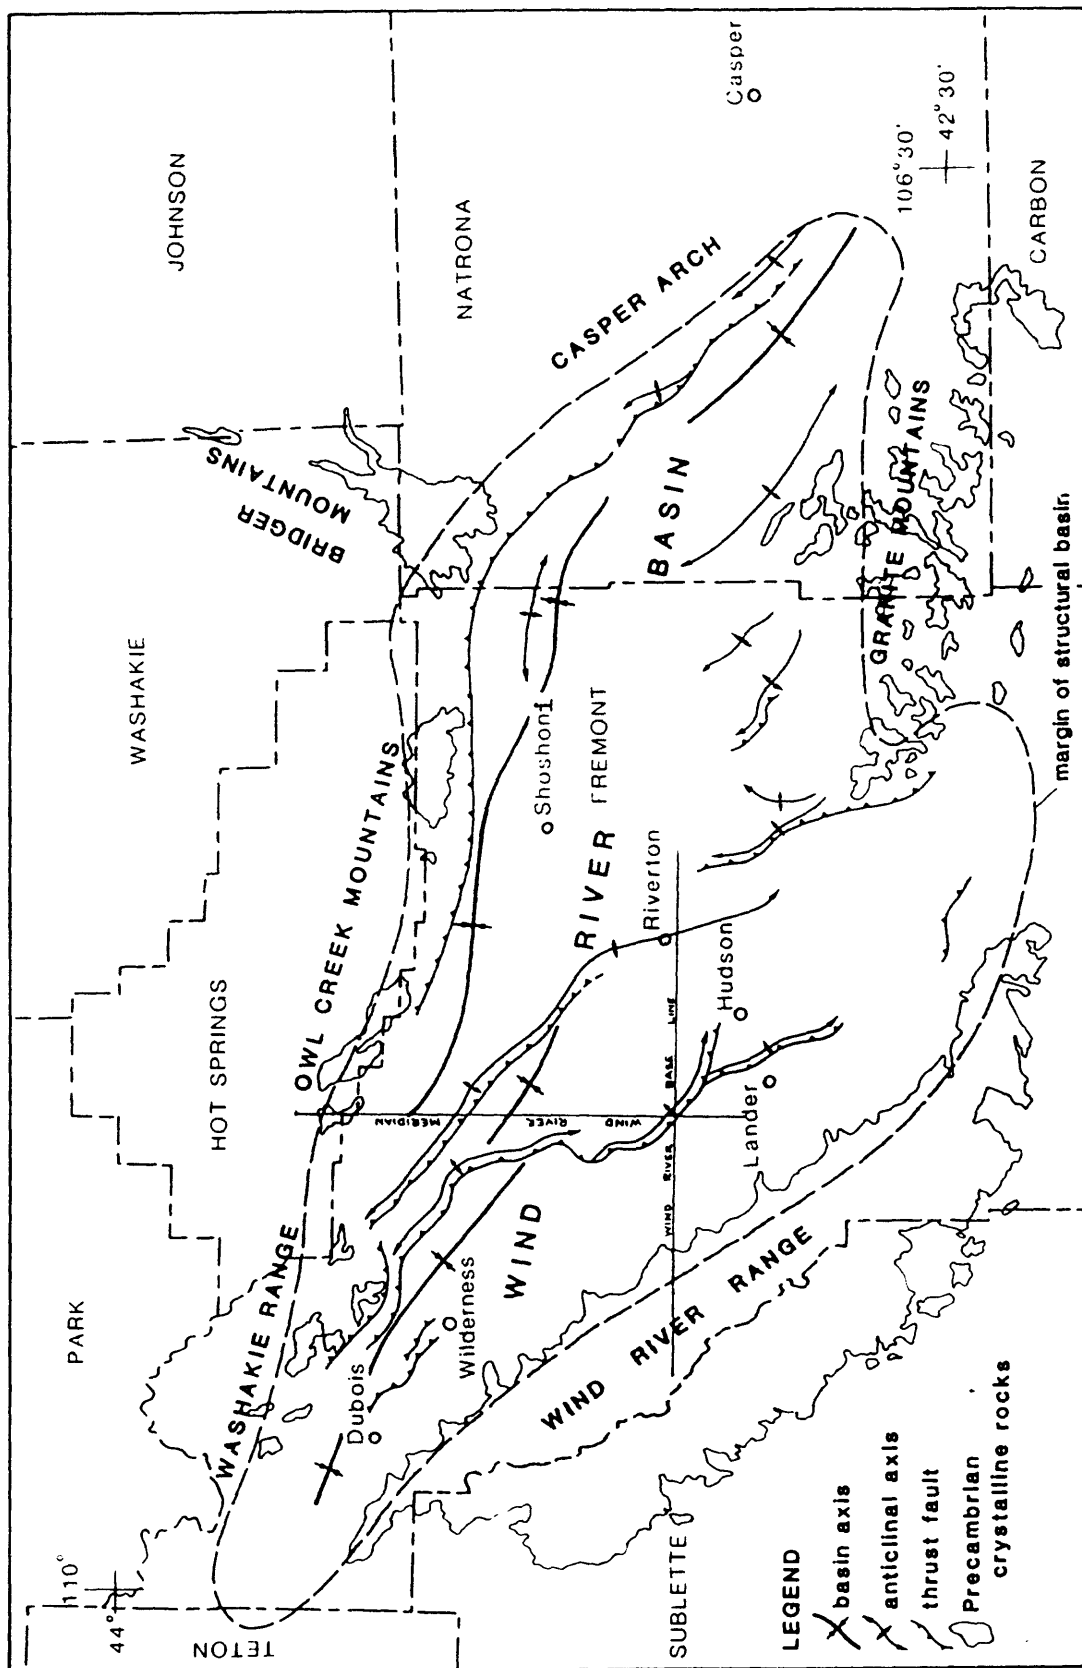 44°
110°
TETON
PARK
HOT SPRINGS
WASHAKIE
JOHNSON
NATRONA
WASHAKIE RANGE
OWL CREEK MOUNTAINS
BRIDGER
MOUNTAINS
CASPER ARCH
Casper
Dubois
Wilderness
WIND
RIVER
BASIN
FREMONT
Shoshoni
Riverton
Hudson
Lander
WIND RIVER MERIDIAN
WIND RIVER BASE LINE
WIND RIVER RANGE
GRANITE MOUNTAINS
106°30'
42°30'
CARBON
SUBLETTE
margin of structural basin
LEGEND
basin axis
anticlinal axis
thrust fault
Precambrian
crystalline rocks